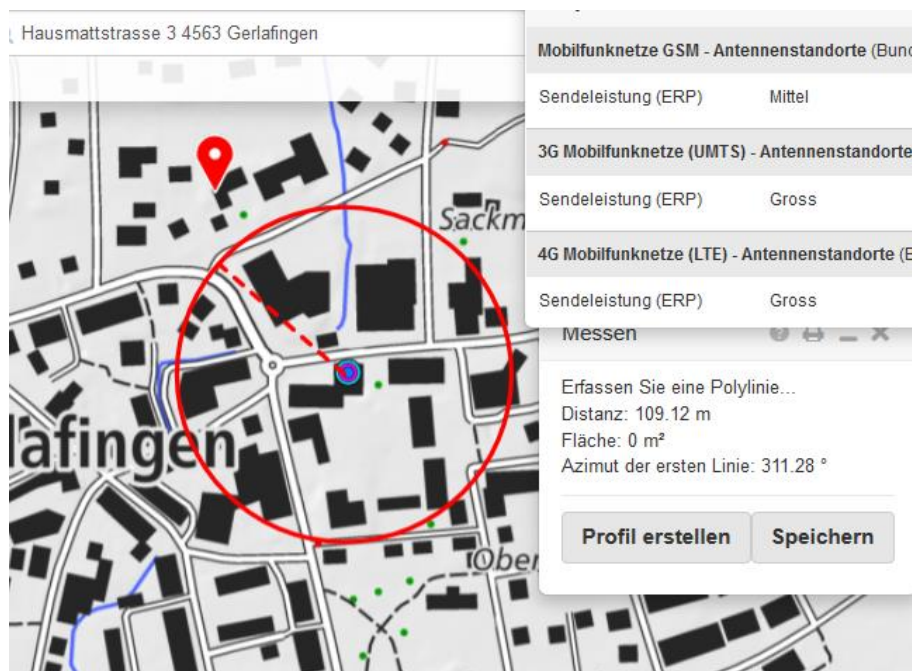 Hausmattstrasse 3 4563 Gerlafingen
Mobilfunknetze GSM - Antennenstandorte
Sendeleistung (ERP) Mittel
3G Mobilfunknetze (UMTS) - Antennenstandorte
Sendeleistung (ERP) Gross
4G Mobilfunknetze (LTE) - Antennenstandorte
Sendeleistung (ERP) Gross
Messen
Erfassen Sie eine Polylinie...
Distanz: 109.12 m
Fläche: 0 m²
Azimut der ersten Linie: 311.28 °
Profil erstellen Speichern
Sackm
lafingen
Ober